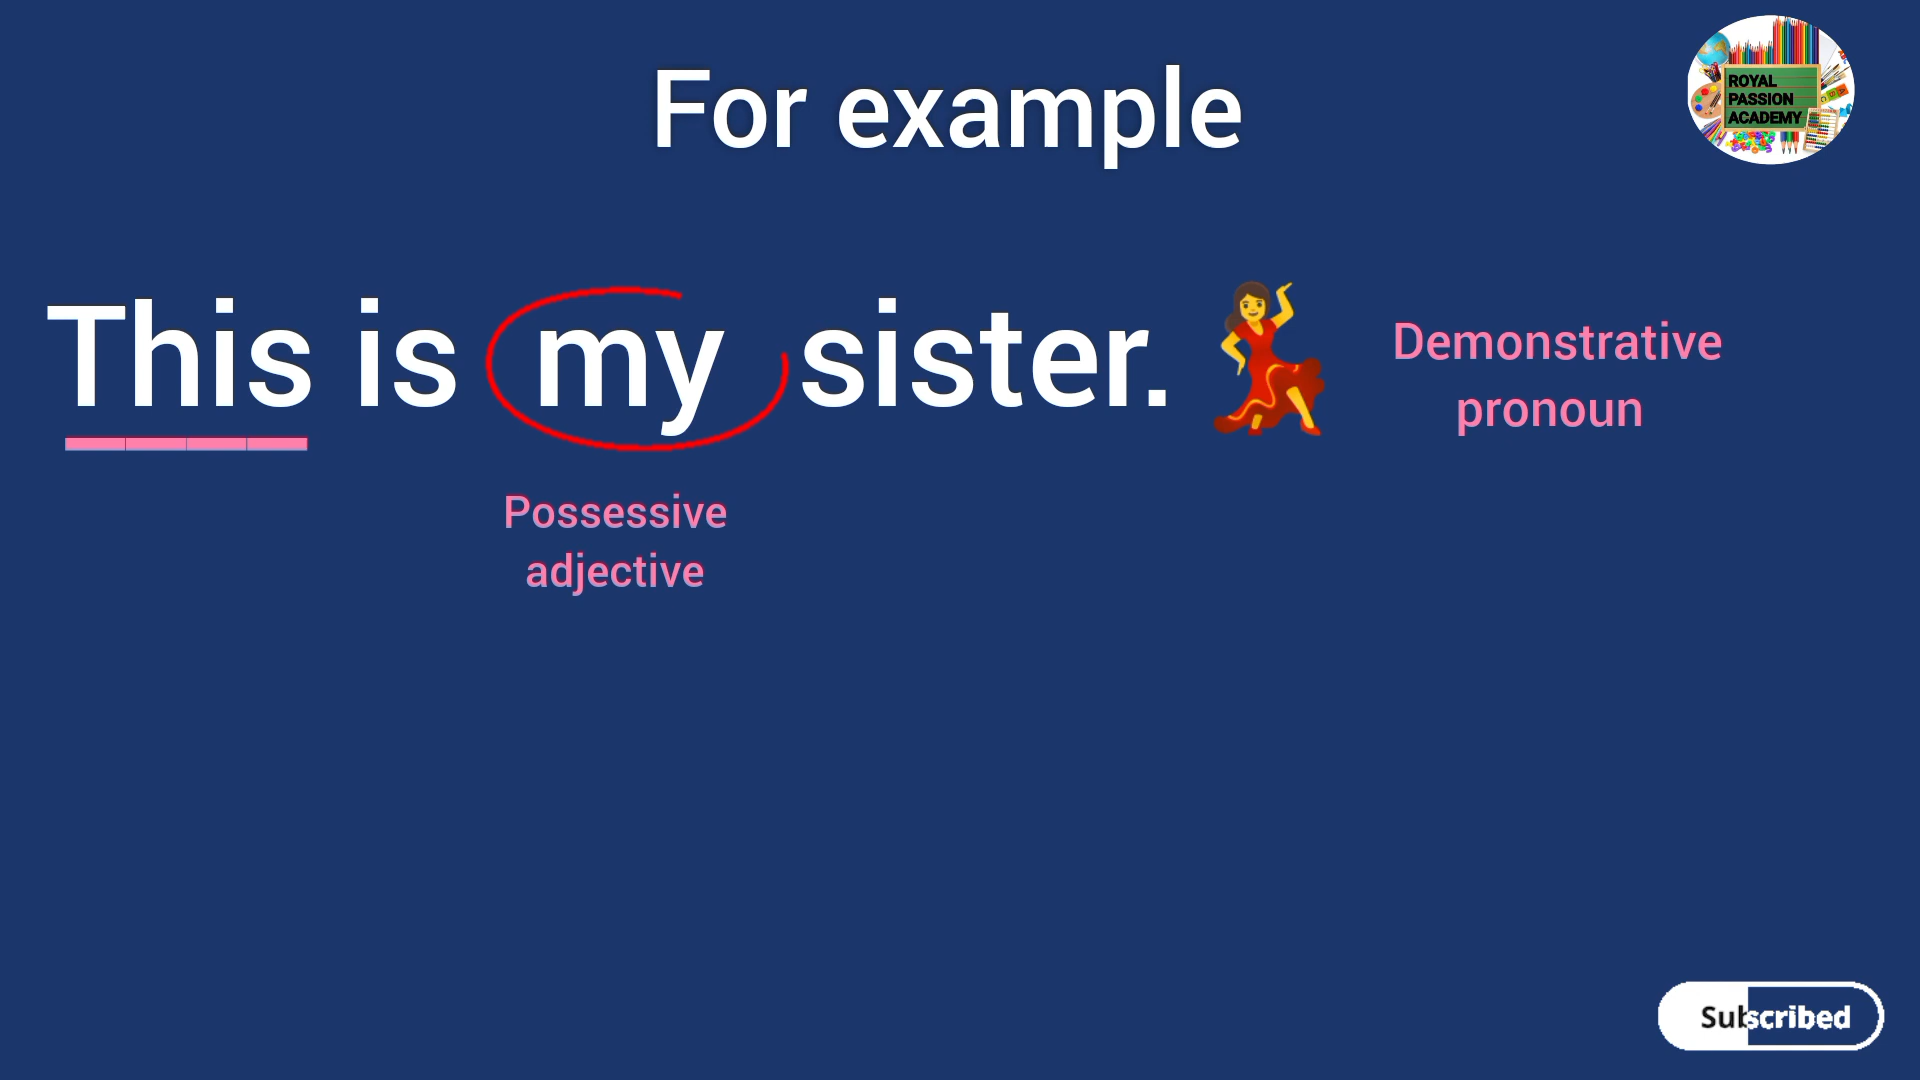 For example
ROYAL
PASSION
ACADEMY
This is my sister.
Demonstrative
pronoun
Possessive
adjective
Subscribed